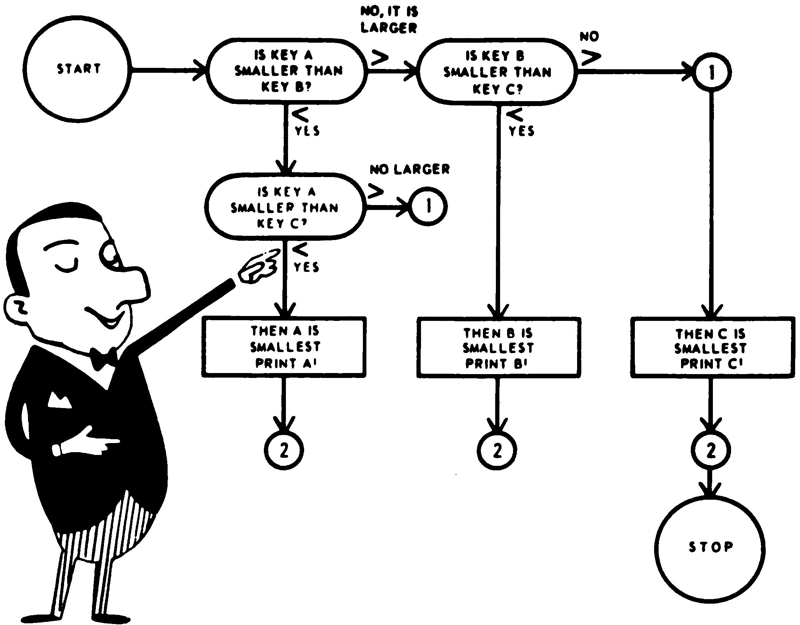 START
IS KEY A
SMALLER THAN
KEY B?
NO, IT IS
LARGER
>
<
YES
IS KEY B
SMALLER THAN
KEY C?
NO
>
1
<
YES
IS KEY A
SMALLER THAN
KEY C?
NO LARGER
>
1
<
YES
THEN A IS
SMALLEST
PRINT A'
THEN B IS
SMALLEST
PRINT B'
THEN C IS
SMALLEST
PRINT C'
2
2
2
STOP